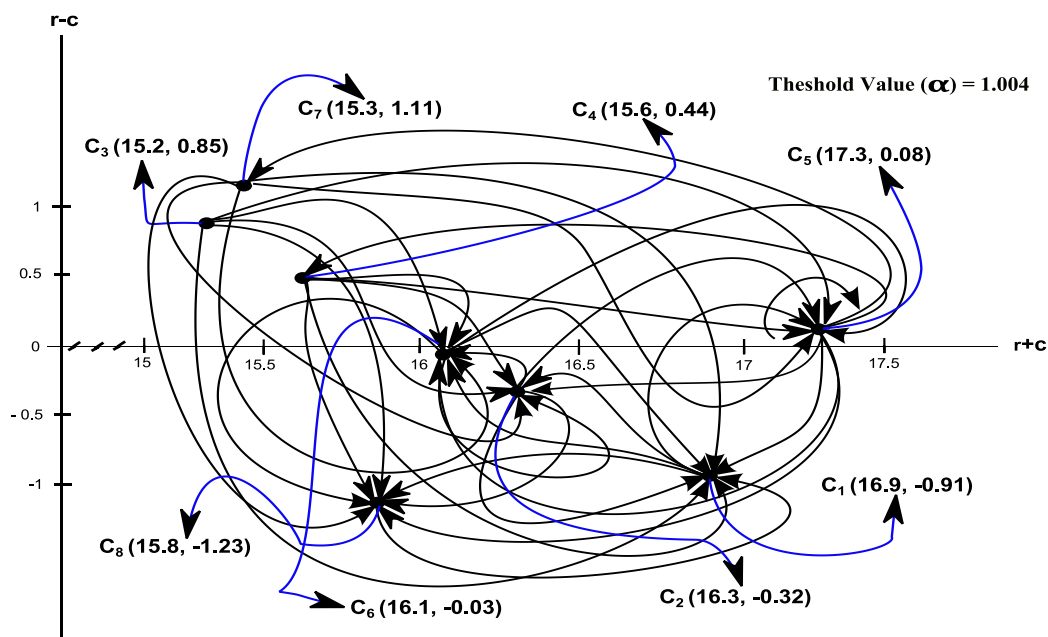 r-c
Theshold Value (α) = 1.004
C₇ (15.3, 1.11)
C₄ (15.6, 0.44)
C₃ (15.2, 0.85)
C₅ (17.3, 0.08)
1
0.5
0
15
15.5
16
16.5
17
17.5
r+c
- 0.5
-1
C₁ (16.9, -0.91)
C₈ (15.8, -1.23)
C₆ (16.1, -0.03)
C₂ (16.3, -0.32)